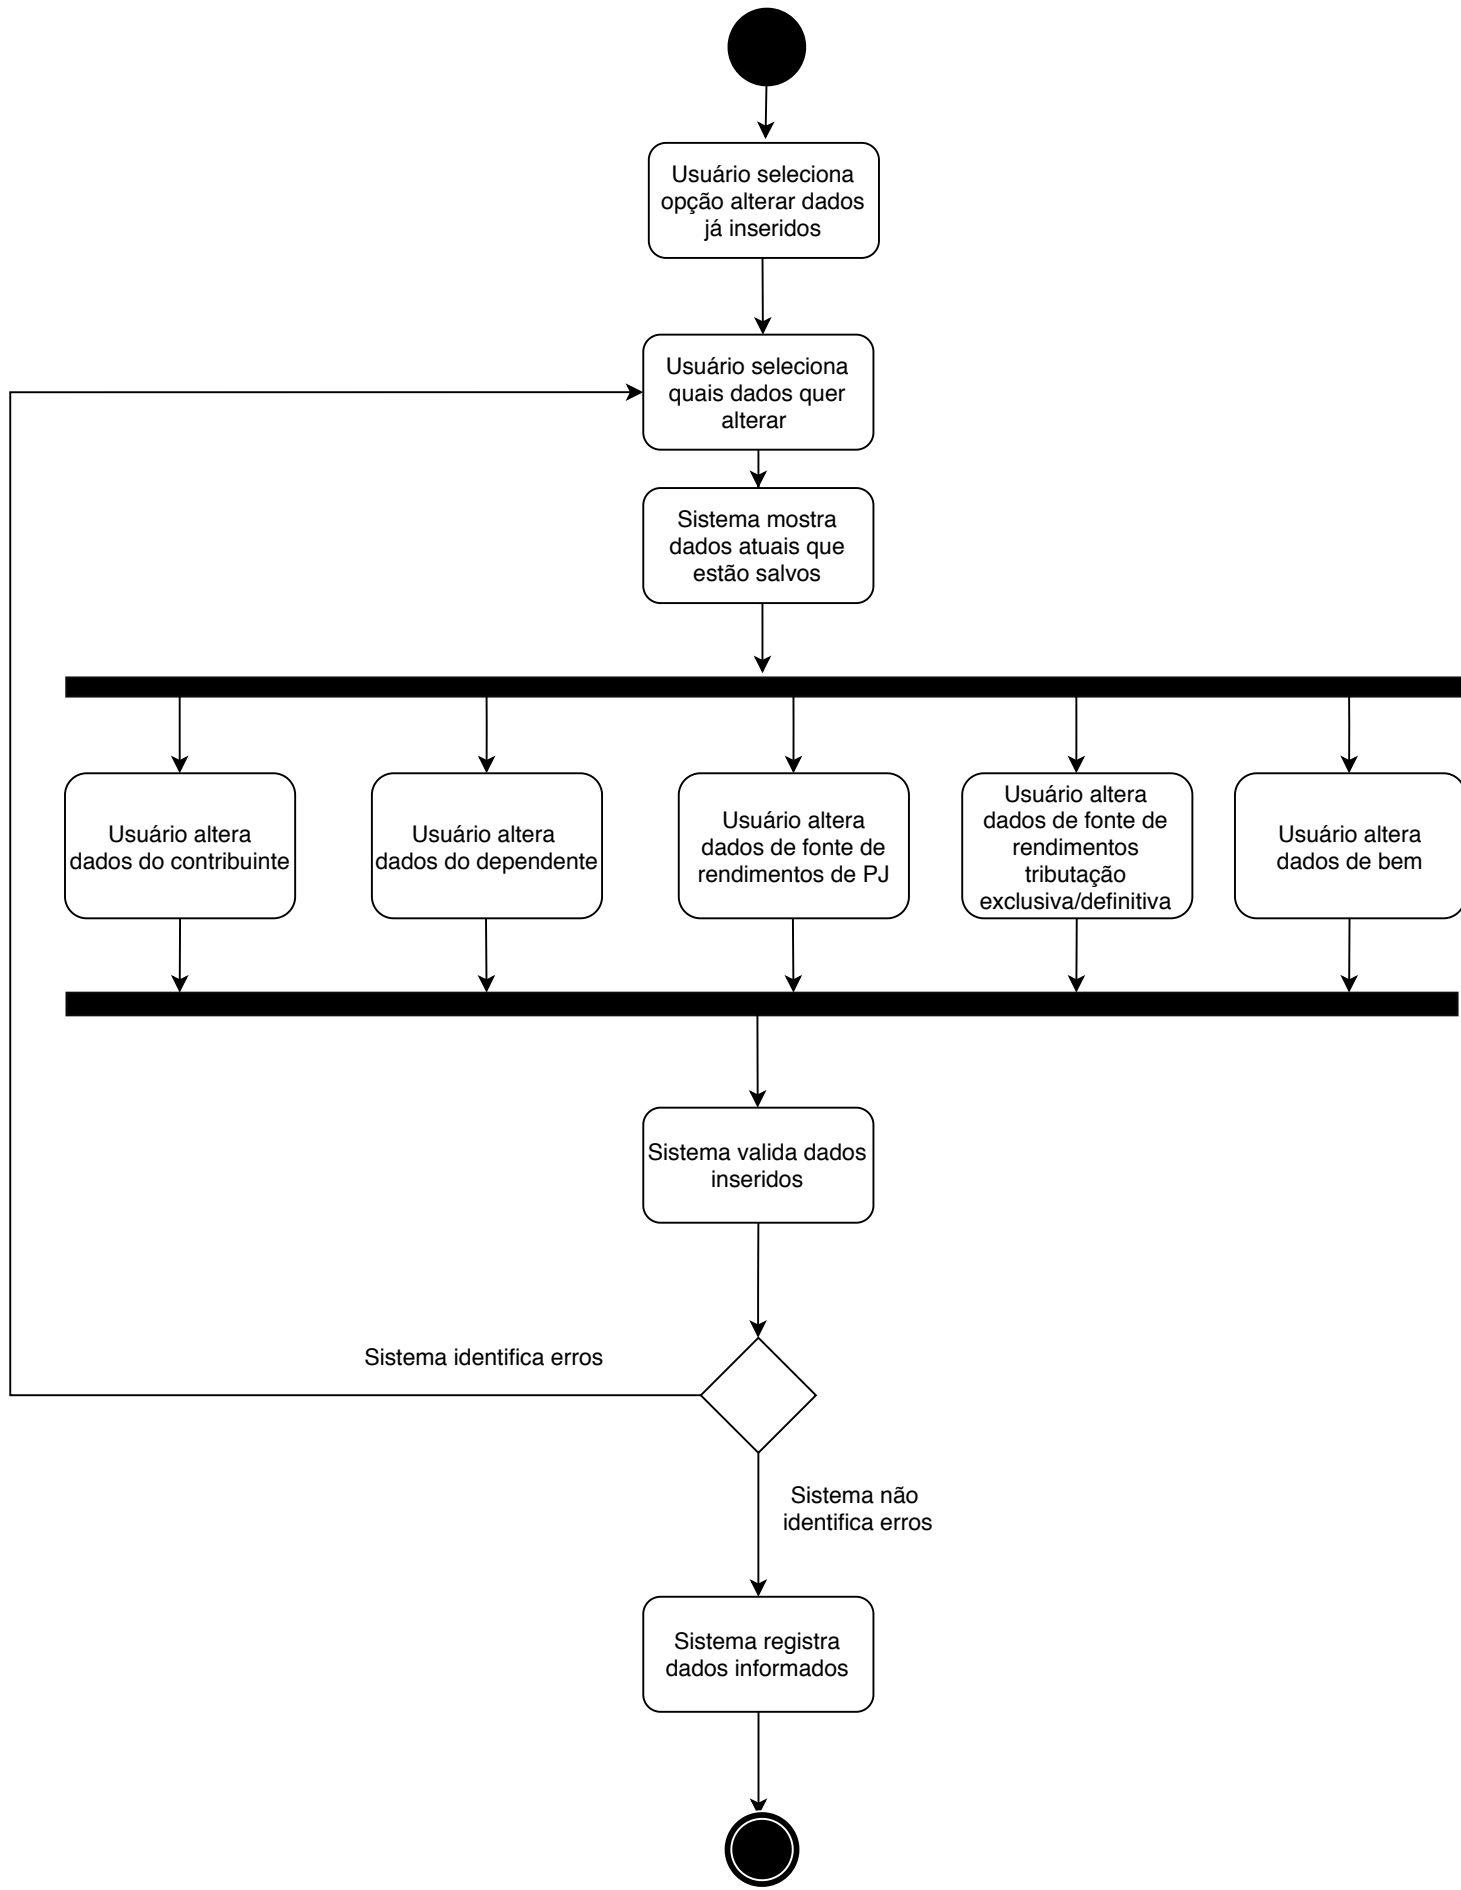 Usuário seleciona
opção alterar dados
já inseridos
Usuário seleciona
quais dados quer
alterar
Sistema mostra
dados atuais que
estão salvos
Usuário altera
dados do contribuinte
Usuário altera
dados do dependente
Usuário altera
dados de fonte de
rendimentos de PJ
Usuário altera
dados de fonte de
rendimentos
tributação
exclusiva/definitiva
Usuário altera
dados de bem
Sistema valida dados
inseridos
Sistema identifica erros
Sistema não
identifica erros
Sistema registra
dados informados